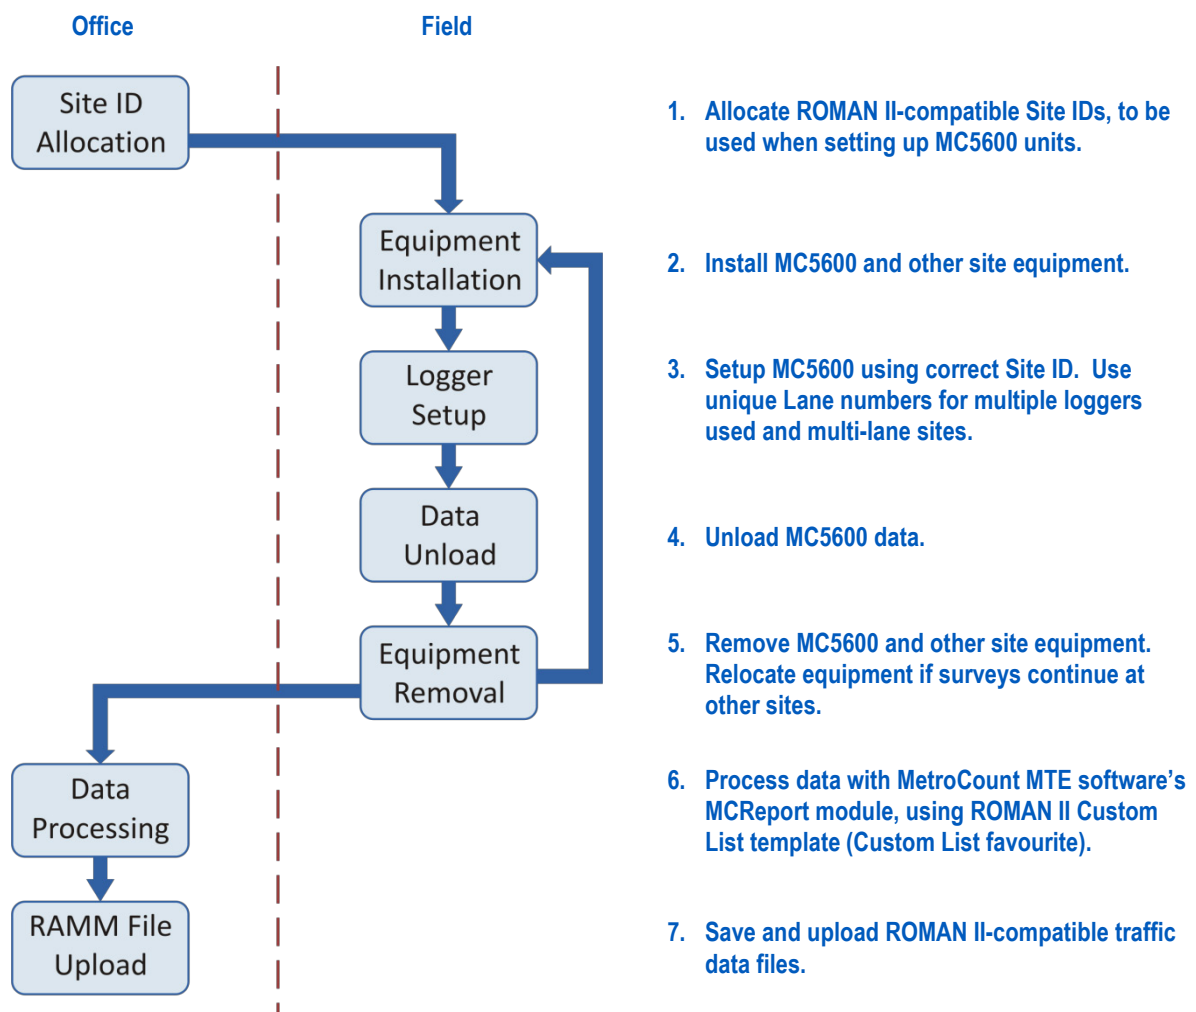 Office
Field
Site ID
Allocation
1. Allocate ROMAN II-compatible Site IDs, to be
used when setting up MC5600 units.
Equipment
Installation
2. Install MC5600 and other site equipment.
Logger
Setup
3. Setup MC5600 using correct Site ID. Use
unique Lane numbers for multiple loggers
used and multi-lane sites.
Data
Unload
4. Unload MC5600 data.
Equipment
Removal
5. Remove MC5600 and other site equipment.
Relocate equipment if surveys continue at
other sites.
Data
Processing
6. Process data with MetroCount MTE software’s
MCReport module, using ROMAN II Custom
List template (Custom List favourite).
RAMM File
Upload
7. Save and upload ROMAN II-compatible traffic
data files.